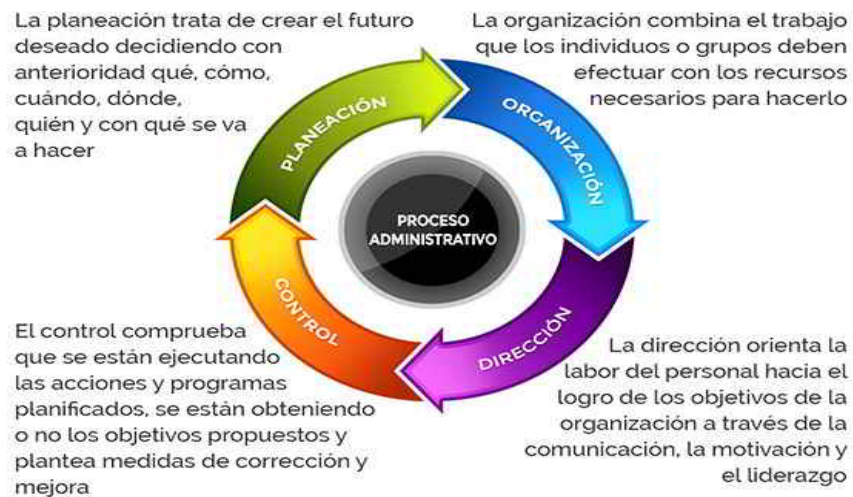 La planeación trata de crear el futuro
deseado decidiendo con
anterioridad qué, cómo,
cuándo, dónde,
quién y con qué se va
a hacer
La organización combina el trabajo
que los individuos o grupos deben
efectuar con los recursos
necesarios para hacerlo
PLANEACIÓN
ORGANIZACIÓN
PROCESO
ADMINISTRATIVO
CONTROL
DIRECCIÓN
El control comprueba
que se están ejecutando
las acciones y programas
planificados, se están obteniendo
o no los objetivos propuestos y
plantea medidas de corrección y
mejora
La dirección orienta la
labor del personal hacia el
logro de los objetivos de la
organización a través de la
comunicación, la motivación y
el liderazgo